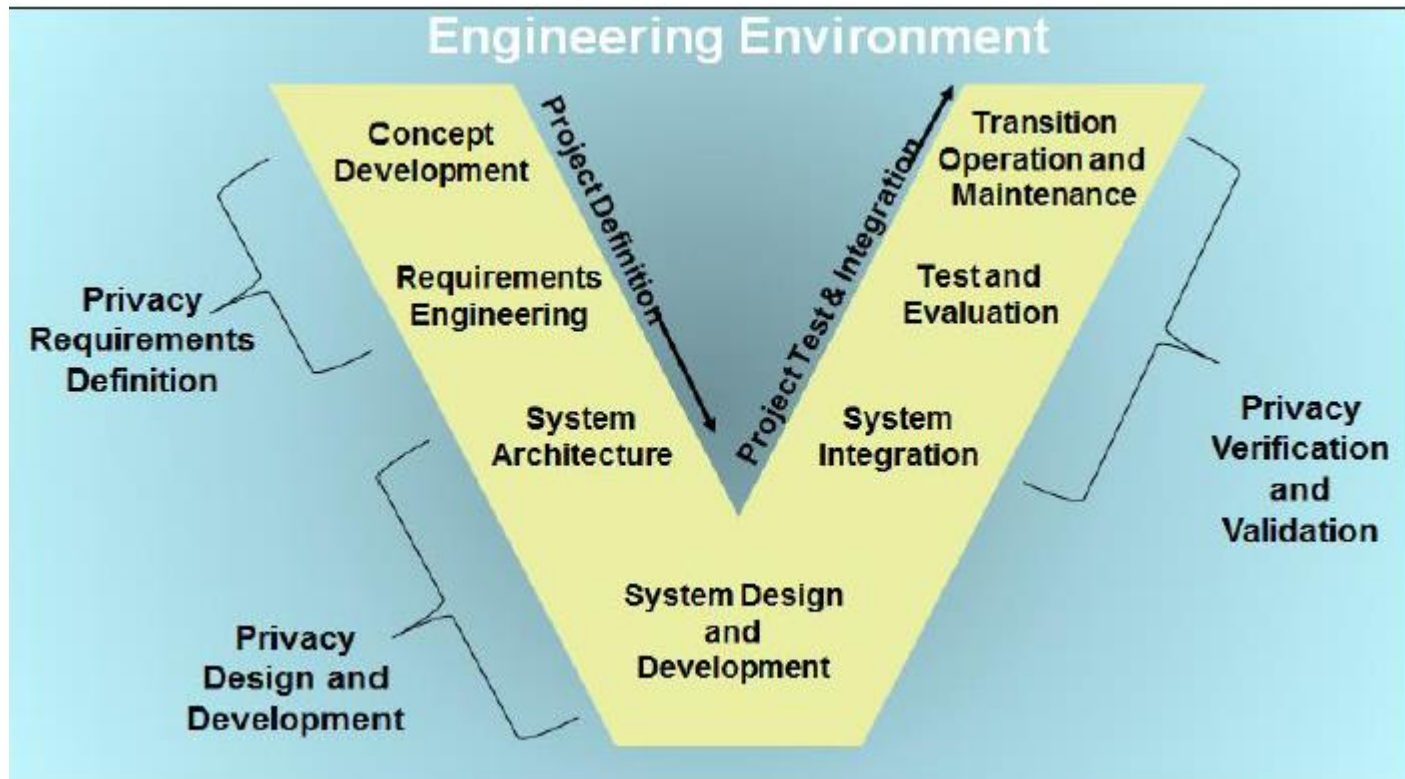 Engineering Environment
Concept
Development
Project Definition
Requirements
Engineering
System
Architecture
System Design
and
Development
System
Integration
Test and
Evaluation
Transition
Operation and
Maintenance
Project Test & Integration
Privacy
Requirements
Definition
Privacy
Design and
Development
Privacy
Verification
and
Validation